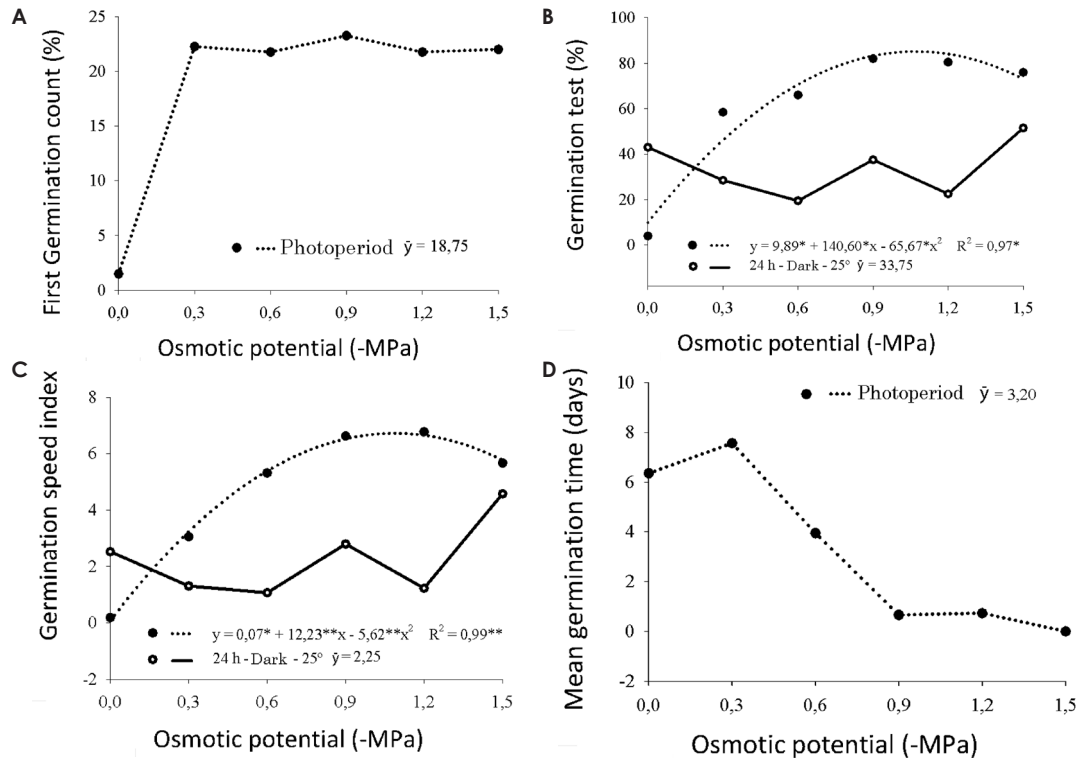 A
First Germination count (%)
25
20
15
10
5
0
Photoperiod ȳ = 18,75
0,0 0,3 0,6 0,9 1,2 1,5
Osmotic potential (-MPa)
B
Germination test (%)
100
80
60
40
20
0
y = 9,89* + 140,60*x - 65,67*x² R² = 0,97*
24 h - Dark - 25° ȳ = 33,75
0,0 0,3 0,6 0,9 1,2 1,5
Osmotic potential (-MPa)
C
Germination speed index
8
6
4
2
0
-2
y = 0,07* + 12,23**x - 5,62**x² R² = 0,99**
24 h - Dark - 25° ȳ = 2,25
0,0 0,3 0,6 0,9 1,2 1,5
Osmotic potential (-MPa)
D
Mean germination time (days)
10
8
6
4
2
0
-2
Photoperiod ȳ = 3,20
0,0 0,3 0,6 0,9 1,2 1,5
Osmotic potential (-MPa)